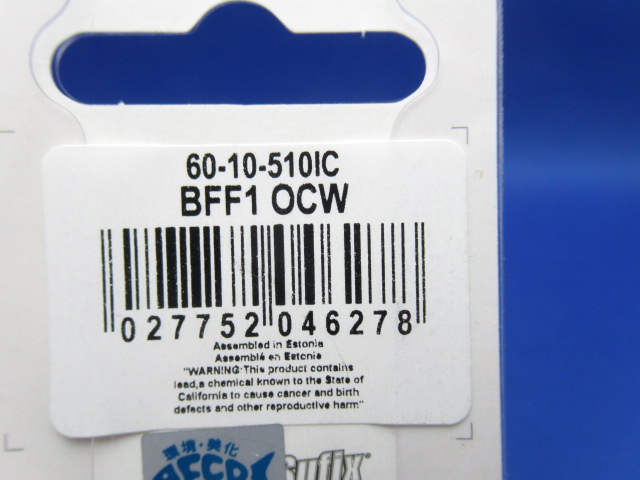 60-10-510IC
BFF1 OCW
027752 046278
Assembled in Estonia
Assemblé en Estonie
"WARNING: This product contains
lead, a chemical known to the State of
California to cause cancer and birth
defects and other reproductive harm"
環境・美化
Sufix